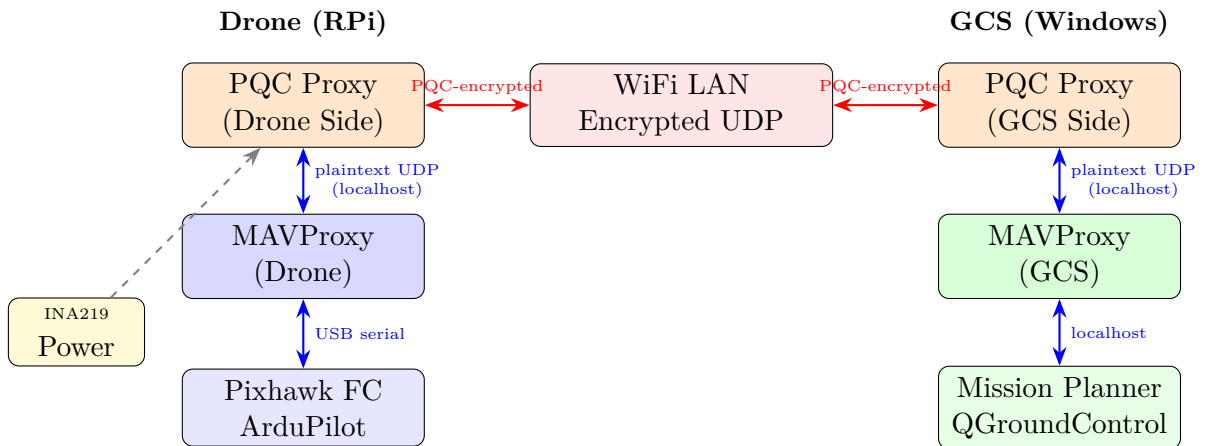 Drone (RPi)
GCS (Windows)
PQC Proxy
(Drone Side)
PQC-encrypted
WiFi LAN
Encrypted UDP
PQC-encrypted
PQC Proxy
(GCS Side)
plaintext UDP
(localhost)
plaintext UDP
(localhost)
MAVProxy
(Drone)
MAVProxy
(GCS)
INA219
Power
USB serial
localhost
Pixhawk FC
ArduPilot
Mission Planner
QGroundControl